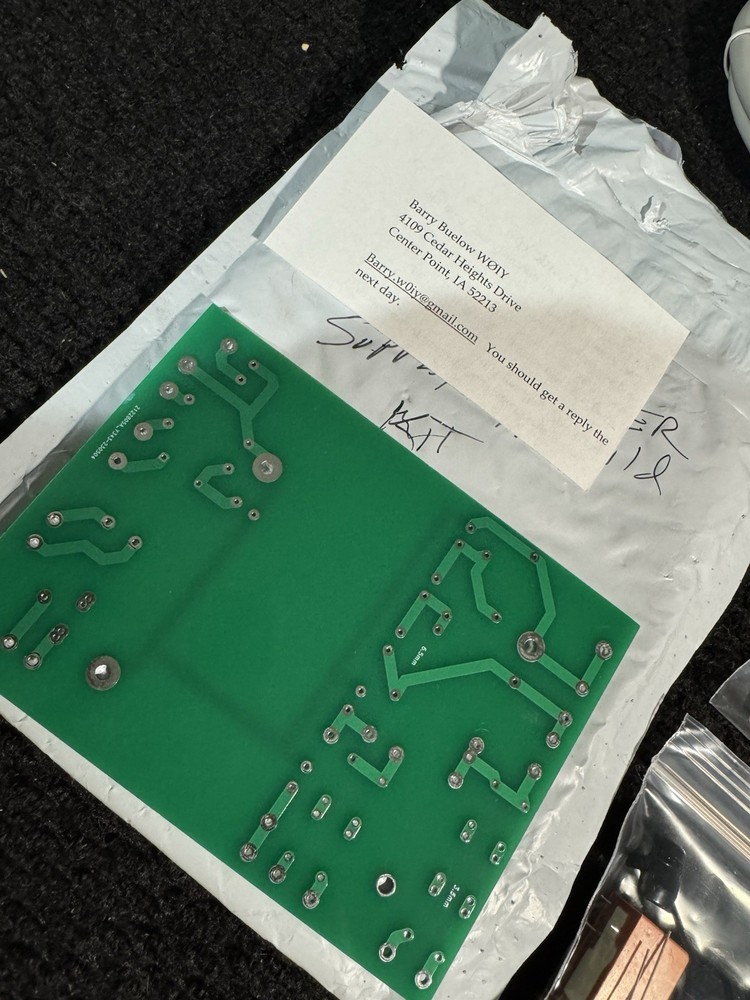 Barry Buelow WØIY
4109 Cedar Heights Drive
Center Point, IA 52213
Barry.w0iy@gmail.com You should get a reply the
next day.
KIT
6.5mm
3.5mm